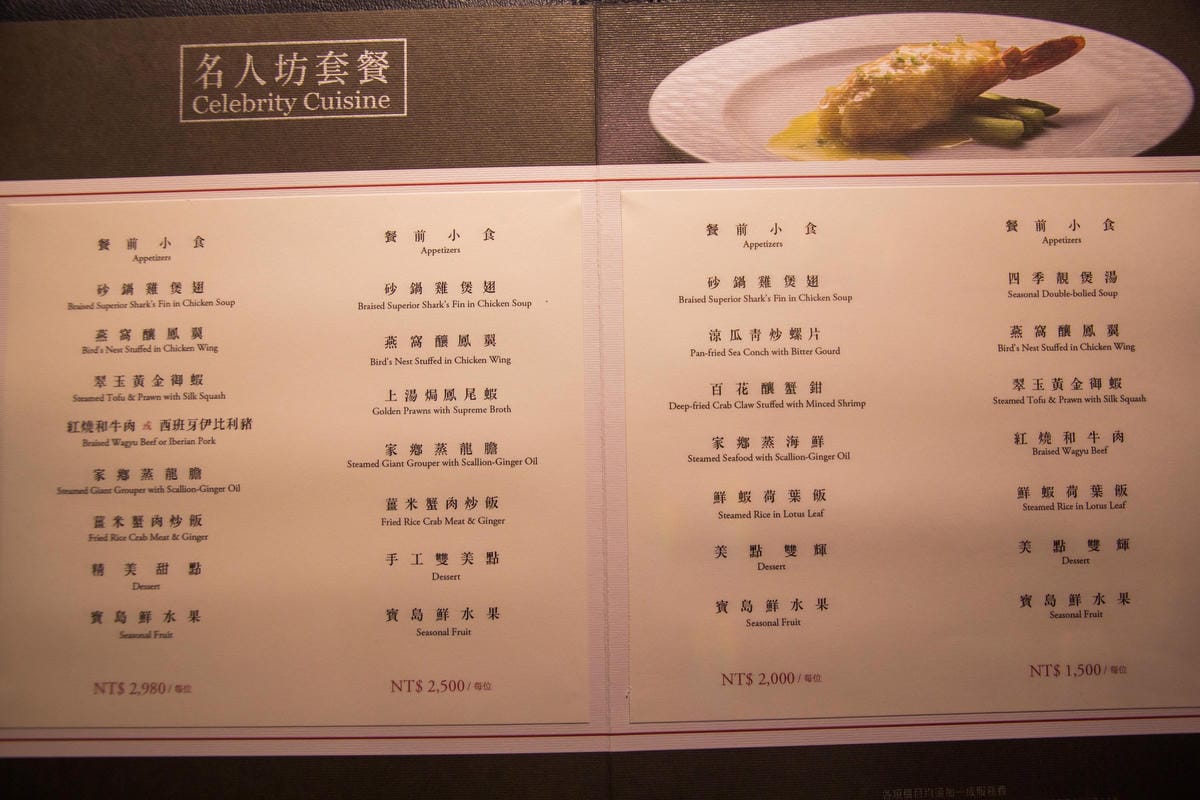 名人坊套餐
Celebrity Cuisine
餐前小食
Appetizers
砂鍋雞煲翅
Braised Superior Shark's Fin in Chicken Soup
燕窩釀鳳翼
Bird's Nest Stuffed in Chicken Wing
翠玉黃金御蝦
Steamed Tofu & Prawn with Silk Squash
紅燒和牛肉 或 西班牙伊比利豬
Braised Wagyu Beef or Iberian Pork
家鄉蒸龍膽
Steamed Giant Grouper with Scallion-Ginger Oil
薑米蟹肉炒飯
Fried Rice Crab Meat & Ginger
精美甜點
Dessert
寶島鮮水果
Seasonal Fruit
NT$ 2,980 / 每位
餐前小食
Appetizers
砂鍋雞煲翅
Braised Superior Shark's Fin in Chicken Soup
燕窩釀鳳翼
Bird's Nest Stuffed in Chicken Wing
上湯焗鳳尾蝦
Golden Prawns with Supreme Broth
家鄉蒸龍膽
Steamed Giant Grouper with Scallion-Ginger Oil
薑米蟹肉炒飯
Fried Rice Crab Meat & Ginger
手工雙美點
Dessert
寶島鮮水果
Seasonal Fruit
NT$ 2,500 / 每位
餐前小食
Appetizers
砂鍋雞煲翅
Braised Superior Shark's Fin in Chicken Soup
涼瓜靑炒螺片
Pan-fried Sea Conch with Bitter Gourd
百花釀蟹鉗
Deep-fried Crab Claw Stuffed with Minced Shrimp
家鄉蒸海鮮
Steamed Seafood with Scallion-Ginger Oil
鮮蝦荷葉飯
Steamed Rice in Lotus Leaf
美點雙輝
Dessert
寶島鮮水果
Seasonal Fruit
NT$ 2,000 / 每位
餐前小食
Appetizers
四季靚煲湯
Seasonal Double-bolied Soup
燕窩釀鳳翼
Bird's Nest Stuffed in Chicken Wing
翠玉黃金御蝦
Steamed Tofu & Prawn with Silk Squash
紅燒和牛肉
Braised Wagyu Beef
鮮蝦荷葉飯
Steamed Rice in Lotus Leaf
美點雙輝
Dessert
寶島鮮水果
Seasonal Fruit
NT$ 1,500 / 每位
各項價目均須加一成服務費